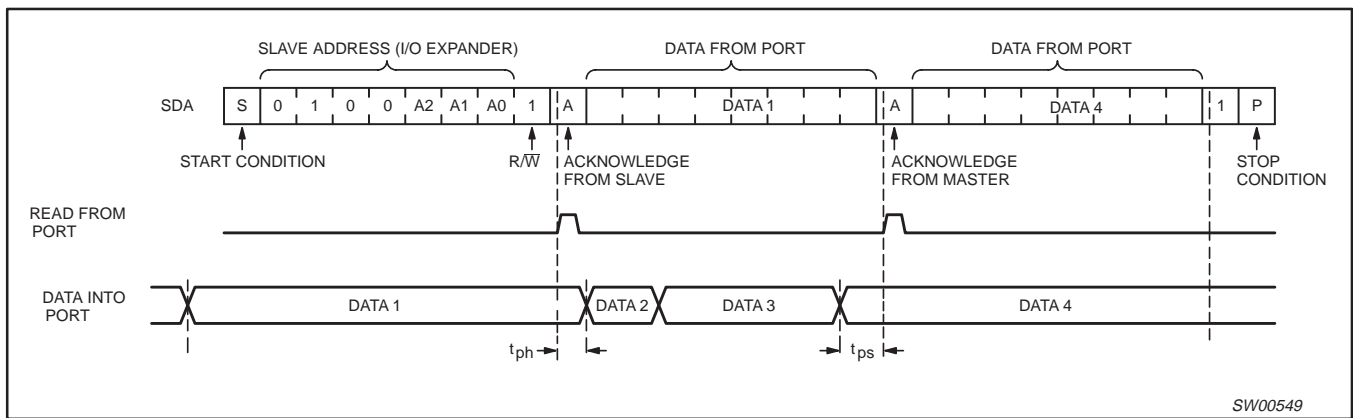 SLAVE ADDRESS (I/O EXPANDER) DATA FROM PORT DATA FROM PORT
SDA S 0 1 0 0 A2 A1 A0 1 A DATA 1 A DATA 4 1 P
START CONDITION R/W̅ ACKNOWLEDGE FROM SLAVE ACKNOWLEDGE FROM MASTER STOP CONDITION
READ FROM
PORT
DATA INTO
PORT
DATA 1 DATA 2 DATA 3 DATA 4
tph tps
SW00549